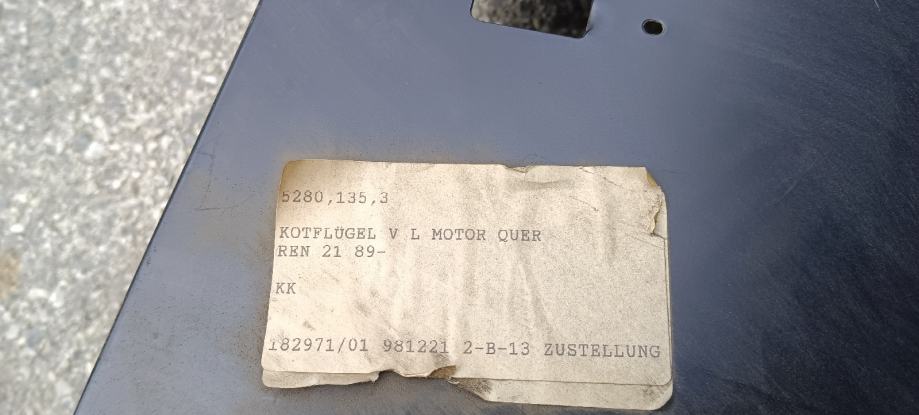 5280,135,3
KOTFLÜGEL V L MOTOR QUER
REN 21 89-
KK
182971/01 981221 2-B-13 ZUSTELLUNG